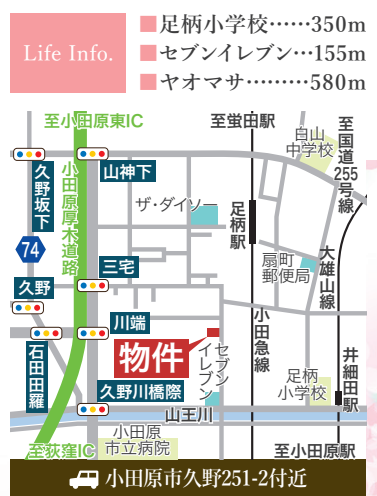 Life Info.
■足柄小学校……350m
■セブンイレブン…155m
■ヤオマサ………580m
至小田原東IC
至蛍田駅
至国道255号線
白山
中学校
久野坂下
山神下
小田原厚木道路
ザ・ダイソー
足柄駅
74
扇町
郵便局
大雄山線
三宅
久野
川端
物件
セブン
イレブン
小田急線
石田田羅
久野川橋際
足柄
小学校
井細田駅
山王川
小田原
市立病院
至荻窪IC
至小田原駅
小田原市久野251-2付近